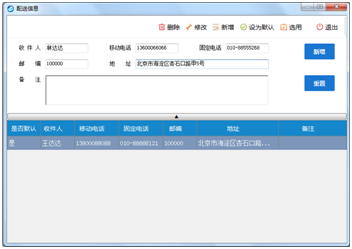 配送信息
删除 修改 新增 设为默认 选用 退出
收件人 林达达 移动电话 13600066066 固定电话 010-88555268 新增
邮编 100000 地址 北京市海淀区杏石口路甲5号
备注 重置
是否默认 收件人 移动电话 固定电话 邮编 地址 备注
是 王达达 13800088088 010-88888121 100000 北京市海淀区杏石口路...